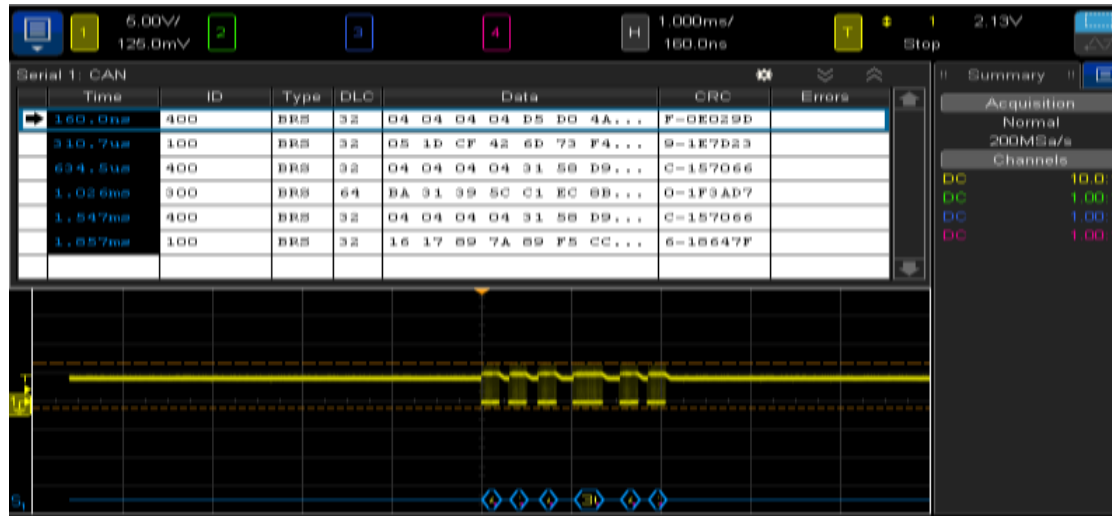 1 5.00V/ 2 3 4 H 1.000ms/ T 1 2.13V
125.0mV 160.0ns Stop
Serial 1: CAN
Time ID Type DLC Data CRC Errors
160.0ns 400 BRS 32 04 04 04 04 D5 D0 4A... F-0E029D
310.7us 100 BRS 32 05 1D CF 42 6D 73 F4... 9-1E7D23
634.5us 400 BRS 32 04 04 04 04 31 58 D9... C-157066
1.026ms 300 BRS 64 BA 31 39 5C C1 EC 8B... 0-1F3AD7
1.547ms 400 BRS 32 04 04 04 04 31 58 D9... C-157066
1.857ms 100 BRS 32 16 17 89 7A 89 F5 CC... 6-18647F
Summary
Acquisition
Normal
200MSa/s
Channels
DC 10.0:
DC 1.00:
DC 1.00:
DC 1.00:
T
S1